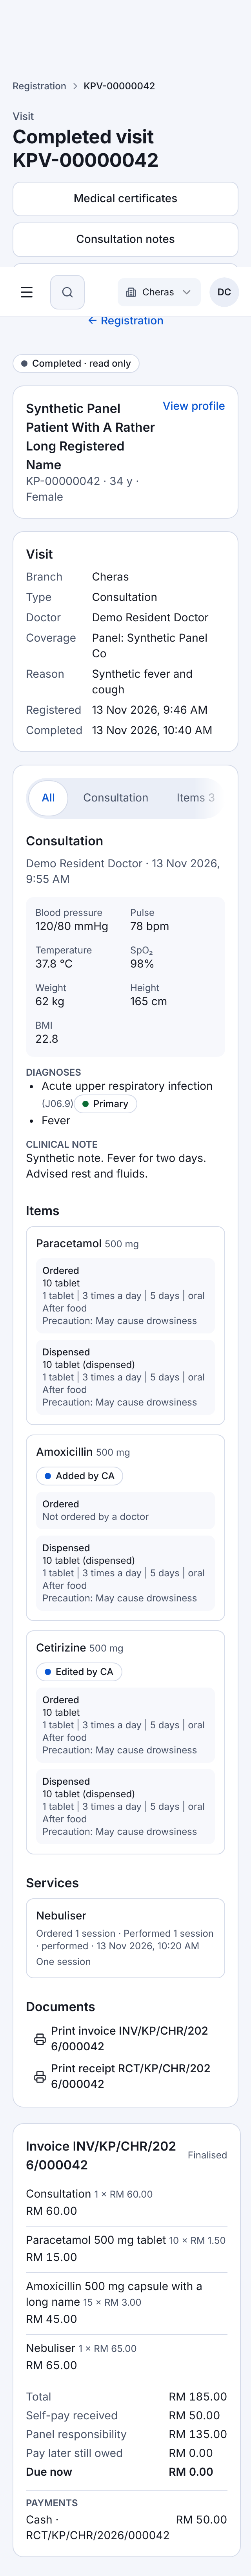 Registration > KPV-00000042
Visit
Completed visit
KPV-00000042
Medical certificates
Consultation notes
Cheras
DC
← Registration
Completed · read only
Synthetic Panel
Patient With A Rather
Long Registered
Name
View profile
KP-00000042 · 34 y ·
Female
Visit
Branch Cheras
Type Consultation
Doctor Demo Resident Doctor
Coverage Panel: Synthetic Panel
Co
Reason Synthetic fever and
cough
Registered 13 Nov 2026, 9:46 AM
Completed 13 Nov 2026, 10:40 AM
All Consultation Items 3
Consultation
Demo Resident Doctor · 13 Nov 2026,
9:55 AM
Blood pressure Pulse
120/80 mmHg 78 bpm
Temperature SpO₂
37.8 °C 98%
Weight Height
62 kg 165 cm
BMI
22.8
DIAGNOSES
• Acute upper respiratory infection
(J06.9) Primary
• Fever
CLINICAL NOTE
Synthetic note. Fever for two days.
Advised rest and fluids.
Items
Paracetamol 500 mg
Ordered
10 tablet
1 tablet | 3 times a day | 5 days | oral
After food
Precaution: May cause drowsiness
Dispensed
10 tablet (dispensed)
1 tablet | 3 times a day | 5 days | oral
After food
Precaution: May cause drowsiness
Amoxicillin 500 mg
Added by CA
Ordered
Not ordered by a doctor
Dispensed
10 tablet (dispensed)
1 tablet | 3 times a day | 5 days | oral
After food
Precaution: May cause drowsiness
Cetirizine 500 mg
Edited by CA
Ordered
10 tablet
1 tablet | 3 times a day | 5 days | oral
After food
Precaution: May cause drowsiness
Dispensed
10 tablet (dispensed)
1 tablet | 3 times a day | 5 days | oral
After food
Precaution: May cause drowsiness
Services
Nebuliser
Ordered 1 session · Performed 1 session
· performed · 13 Nov 2026, 10:20 AM
One session
Documents
Print invoice INV/KP/CHR/202
6/000042
Print receipt RCT/KP/CHR/202
6/000042
Invoice INV/KP/CHR/202
6/000042
Finalised
Consultation 1 × RM 60.00
RM 60.00
Paracetamol 500 mg tablet 10 × RM 1.50
RM 15.00
Amoxicillin 500 mg capsule with a
long name 15 × RM 3.00
RM 45.00
Nebuliser 1 × RM 65.00
RM 65.00
Total RM 185.00
Self-pay received RM 50.00
Panel responsibility RM 135.00
Pay later still owed RM 0.00
Due now RM 0.00
PAYMENTS
Cash · RM 50.00
RCT/KP/CHR/2026/000042